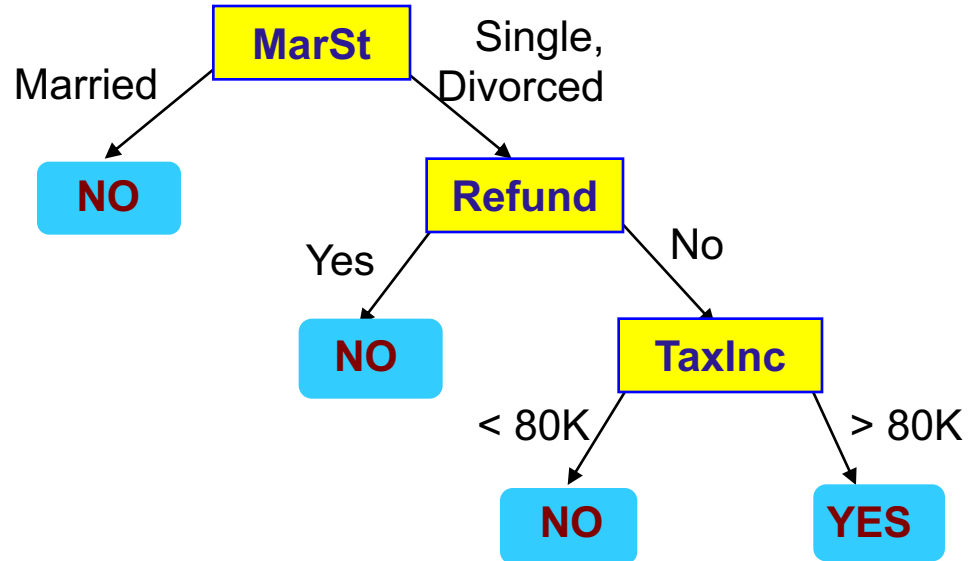 MarSt
Single,
Divorced
Married
NO
Refund
Yes
No
NO
TaxInc
< 80K
> 80K
NO
YES